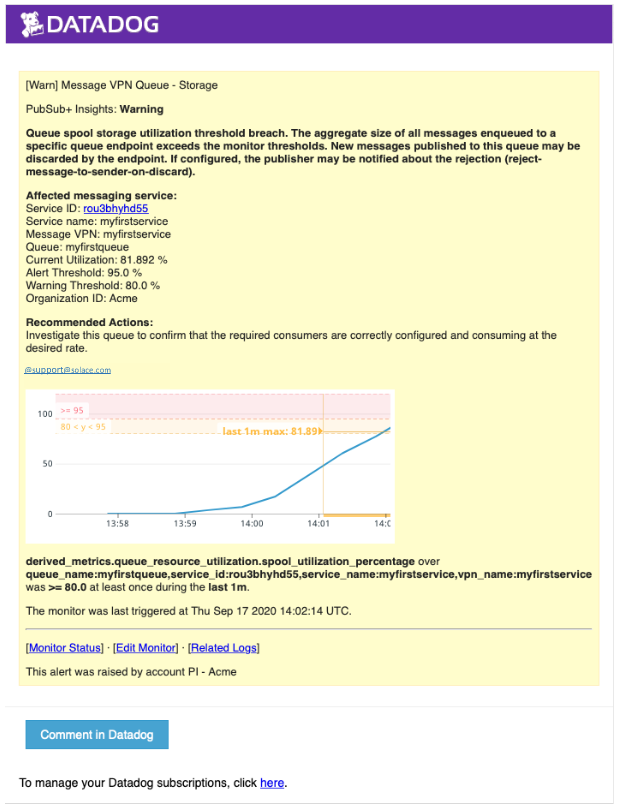 DATADOG
[Warn] Message VPN Queue - Storage
PubSub+ Insights: Warning
Queue spool storage utilization threshold breach. The aggregate size of all messages enqueued to a
specific queue endpoint exceeds the monitor thresholds. New messages published to this queue may be
discarded by the endpoint. If configured, the publisher may be notified about the rejection (reject-
message-to-sender-on-discard).
Affected messaging service:
Service ID: rou3bhyhd55
Service name: myfirstservice
Message VPN: myfirstservice
Queue: myfirstqueue
Current Utilization: 81.892 %
Alert Threshold: 95.0 %
Warning Threshold: 80.0 %
Organization ID: Acme
Recommended Actions:
Investigate this queue to confirm that the required consumers are correctly configured and consuming at the
desired rate.
@support@solace.com
100 >= 95
80 < y < 95
last 1m max: 81.89
50
0
13:58 13:59 14:00 14:01 14:0
derived_metrics.queue_resource_utilization.spool_utilization_percentage over
queue_name:myfirstqueue,service_id:rou3bhyhd55,service_name:myfirstservice,vpn_name:myfirstservice
was >= 80.0 at least once during the last 1m.
The monitor was last triggered at Thu Sep 17 2020 14:02:14 UTC.
[Monitor Status] · [Edit Monitor] · [Related Logs]
This alert was raised by account PI - Acme
Comment in Datadog
To manage your Datadog subscriptions, click here.